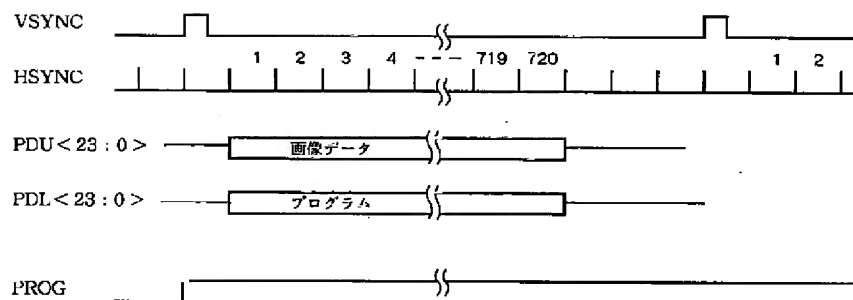 VSYNC
1 2 3 4 ---- 719 720 1 2
HSYNC
PDU<23:0> 画像データ
PDL<23:0> プログラム
PROG